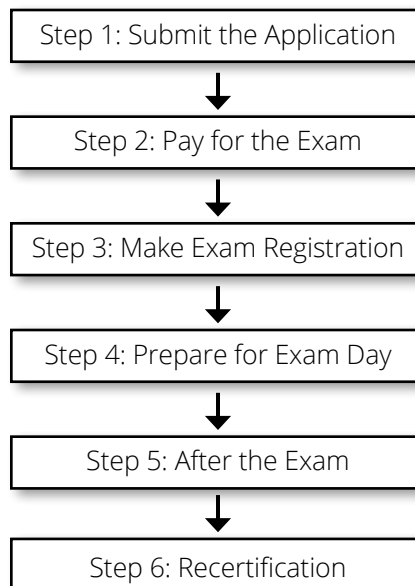 Step 1: Submit the Application
Step 2: Pay for the Exam
Step 3: Make Exam Registration
Step 4: Prepare for Exam Day
Step 5: After the Exam
Step 6: Recertification